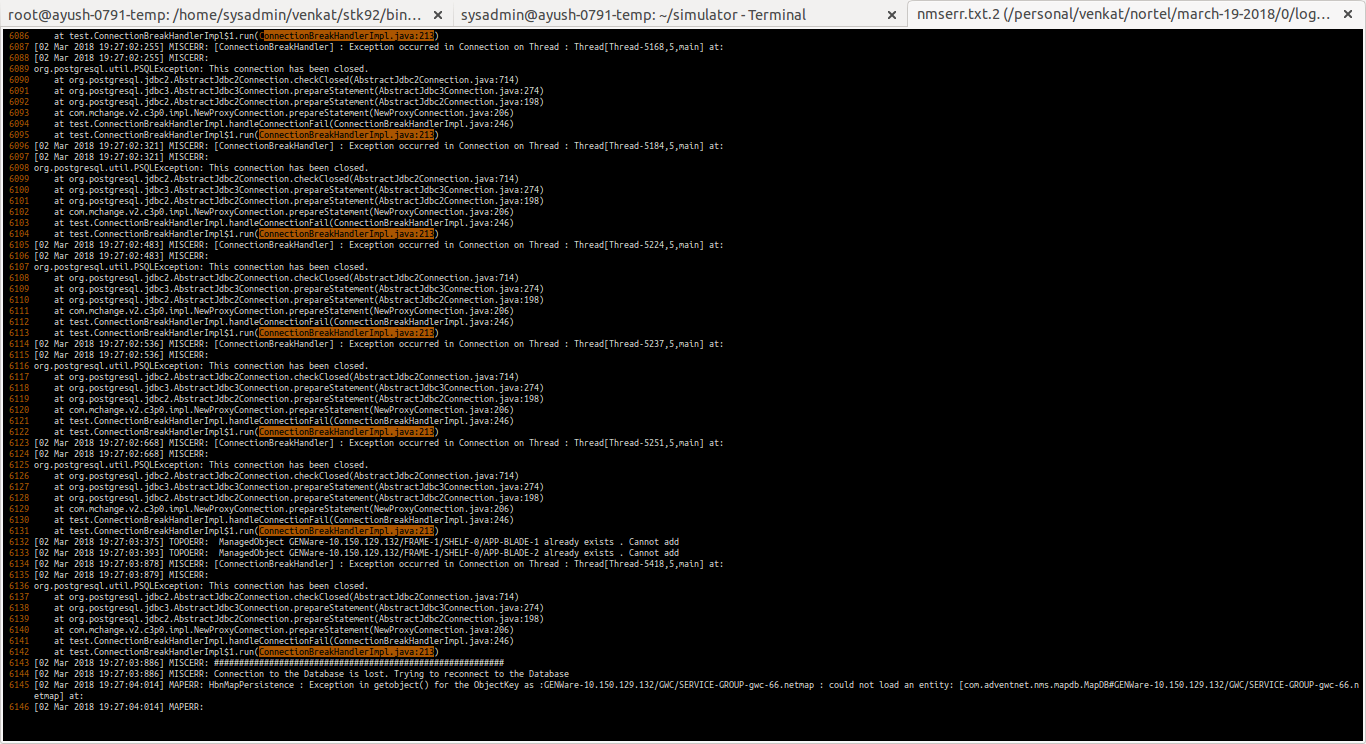 root@ayush-0791-temp: /home/sysadmin/venkat/stk92/bin... × sysadmin@ayush-0791-temp: ~/simulator - Terminal × nmserr.txt.2 (/personal/venkat/nortel/march-19-2018/0/log... ×
6086 at test.ConnectionBreakHandlerImpl$1.run(ConnectionBreakHandlerImpl.java:213)
6087 [02 Mar 2018 19:27:02:255] MISCERR: [ConnectionBreakHandler] : Exception occurred in Connection on Thread : Thread[Thread-5168,5,main] at:
6088 [02 Mar 2018 19:27:02:255] MISCERR:
6089 org.postgresql.util.PSQLException: This connection has been closed.
6090 at org.postgresql.jdbc2.AbstractJdbc2Connection.checkClosed(AbstractJdbc2Connection.java:714)
6091 at org.postgresql.jdbc3.AbstractJdbc3Connection.prepareStatement(AbstractJdbc3Connection.java:274)
6092 at org.postgresql.jdbc2.AbstractJdbc2Connection.prepareStatement(AbstractJdbc2Connection.java:198)
6093 at com.mchange.v2.c3p0.impl.NewProxyConnection.prepareStatement(NewProxyConnection.java:206)
6094 at test.ConnectionBreakHandlerImpl.handleConnectionFail(ConnectionBreakHandlerImpl.java:246)
6095 at test.ConnectionBreakHandlerImpl$1.run(ConnectionBreakHandlerImpl.java:213)
6096 [02 Mar 2018 19:27:02:321] MISCERR: [ConnectionBreakHandler] : Exception occurred in Connection on Thread : Thread[Thread-5184,5,main] at:
6097 [02 Mar 2018 19:27:02:321] MISCERR:
6098 org.postgresql.util.PSQLException: This connection has been closed.
6099 at org.postgresql.jdbc2.AbstractJdbc2Connection.checkClosed(AbstractJdbc2Connection.java:714)
6100 at org.postgresql.jdbc3.AbstractJdbc3Connection.prepareStatement(AbstractJdbc3Connection.java:274)
6101 at org.postgresql.jdbc2.AbstractJdbc2Connection.prepareStatement(AbstractJdbc2Connection.java:198)
6102 at com.mchange.v2.c3p0.impl.NewProxyConnection.prepareStatement(NewProxyConnection.java:206)
6103 at test.ConnectionBreakHandlerImpl.handleConnectionFail(ConnectionBreakHandlerImpl.java:246)
6104 at test.ConnectionBreakHandlerImpl$1.run(ConnectionBreakHandlerImpl.java:213)
6105 [02 Mar 2018 19:27:02:483] MISCERR: [ConnectionBreakHandler] : Exception occurred in Connection on Thread : Thread[Thread-5224,5,main] at:
6106 [02 Mar 2018 19:27:02:483] MISCERR:
6107 org.postgresql.util.PSQLException: This connection has been closed.
6108 at org.postgresql.jdbc2.AbstractJdbc2Connection.checkClosed(AbstractJdbc2Connection.java:714)
6109 at org.postgresql.jdbc3.AbstractJdbc3Connection.prepareStatement(AbstractJdbc3Connection.java:274)
6110 at org.postgresql.jdbc2.AbstractJdbc2Connection.prepareStatement(AbstractJdbc2Connection.java:198)
6111 at com.mchange.v2.c3p0.impl.NewProxyConnection.prepareStatement(NewProxyConnection.java:206)
6112 at test.ConnectionBreakHandlerImpl.handleConnectionFail(ConnectionBreakHandlerImpl.java:246)
6113 at test.ConnectionBreakHandlerImpl$1.run(ConnectionBreakHandlerImpl.java:213)
6114 [02 Mar 2018 19:27:02:536] MISCERR: [ConnectionBreakHandler] : Exception occurred in Connection on Thread : Thread[Thread-5237,5,main] at:
6115 [02 Mar 2018 19:27:02:536] MISCERR:
6116 org.postgresql.util.PSQLException: This connection has been closed.
6117 at org.postgresql.jdbc2.AbstractJdbc2Connection.checkClosed(AbstractJdbc2Connection.java:714)
6118 at org.postgresql.jdbc3.AbstractJdbc3Connection.prepareStatement(AbstractJdbc3Connection.java:274)
6119 at org.postgresql.jdbc2.AbstractJdbc2Connection.prepareStatement(AbstractJdbc2Connection.java:198)
6120 at com.mchange.v2.c3p0.impl.NewProxyConnection.prepareStatement(NewProxyConnection.java:206)
6121 at test.ConnectionBreakHandlerImpl.handleConnectionFail(ConnectionBreakHandlerImpl.java:246)
6122 at test.ConnectionBreakHandlerImpl$1.run(ConnectionBreakHandlerImpl.java:213)
6123 [02 Mar 2018 19:27:02:668] MISCERR: [ConnectionBreakHandler] : Exception occurred in Connection on Thread : Thread[Thread-5251,5,main] at:
6124 [02 Mar 2018 19:27:02:668] MISCERR:
6125 org.postgresql.util.PSQLException: This connection has been closed.
6126 at org.postgresql.jdbc2.AbstractJdbc2Connection.checkClosed(AbstractJdbc2Connection.java:714)
6127 at org.postgresql.jdbc3.AbstractJdbc3Connection.prepareStatement(AbstractJdbc3Connection.java:274)
6128 at org.postgresql.jdbc2.AbstractJdbc2Connection.prepareStatement(AbstractJdbc2Connection.java:198)
6129 at com.mchange.v2.c3p0.impl.NewProxyConnection.prepareStatement(NewProxyConnection.java:206)
6130 at test.ConnectionBreakHandlerImpl.handleConnectionFail(ConnectionBreakHandlerImpl.java:246)
6131 at test.ConnectionBreakHandlerImpl$1.run(ConnectionBreakHandlerImpl.java:213)
6132 [02 Mar 2018 19:27:03:375] TOPOERR: ManagedObject GENWare-10.150.129.132/FRAME-1/SHELF-0/APP-BLADE-1 already exists . Cannot add
6133 [02 Mar 2018 19:27:03:393] TOPOERR: ManagedObject GENWare-10.150.129.132/FRAME-1/SHELF-0/APP-BLADE-2 already exists . Cannot add
6134 [02 Mar 2018 19:27:03:878] MISCERR: [ConnectionBreakHandler] : Exception occurred in Connection on Thread : Thread[Thread-5418,5,main] at:
6135 [02 Mar 2018 19:27:03:879] MISCERR:
6136 org.postgresql.util.PSQLException: This connection has been closed.
6137 at org.postgresql.jdbc2.AbstractJdbc2Connection.checkClosed(AbstractJdbc2Connection.java:714)
6138 at org.postgresql.jdbc3.AbstractJdbc3Connection.prepareStatement(AbstractJdbc3Connection.java:274)
6139 at org.postgresql.jdbc2.AbstractJdbc2Connection.prepareStatement(AbstractJdbc2Connection.java:198)
6140 at com.mchange.v2.c3p0.impl.NewProxyConnection.prepareStatement(NewProxyConnection.java:206)
6141 at test.ConnectionBreakHandlerImpl.handleConnectionFail(ConnectionBreakHandlerImpl.java:246)
6142 at test.ConnectionBreakHandlerImpl$1.run(ConnectionBreakHandlerImpl.java:213)
6143 [02 Mar 2018 19:27:03:886] MISCERR: ##########################################################
6144 [02 Mar 2018 19:27:03:886] MISCERR: Connection to the Database is lost. Trying to reconnect to the Database
6145 [02 Mar 2018 19:27:04:014] MAPERR: HbnMapPersistence : Exception in getobject() for the ObjectKey as :GENWare-10.150.129.132/GWC/SERVICE-GROUP-gwc-66.netmap : could not load an entity: [com.adventnet.nms.mapdb.MapDB#GENWare-10.150.129.132/GWC/SERVICE-GROUP-gwc-66.n
etmap] at:
6146 [02 Mar 2018 19:27:04:014] MAPERR: